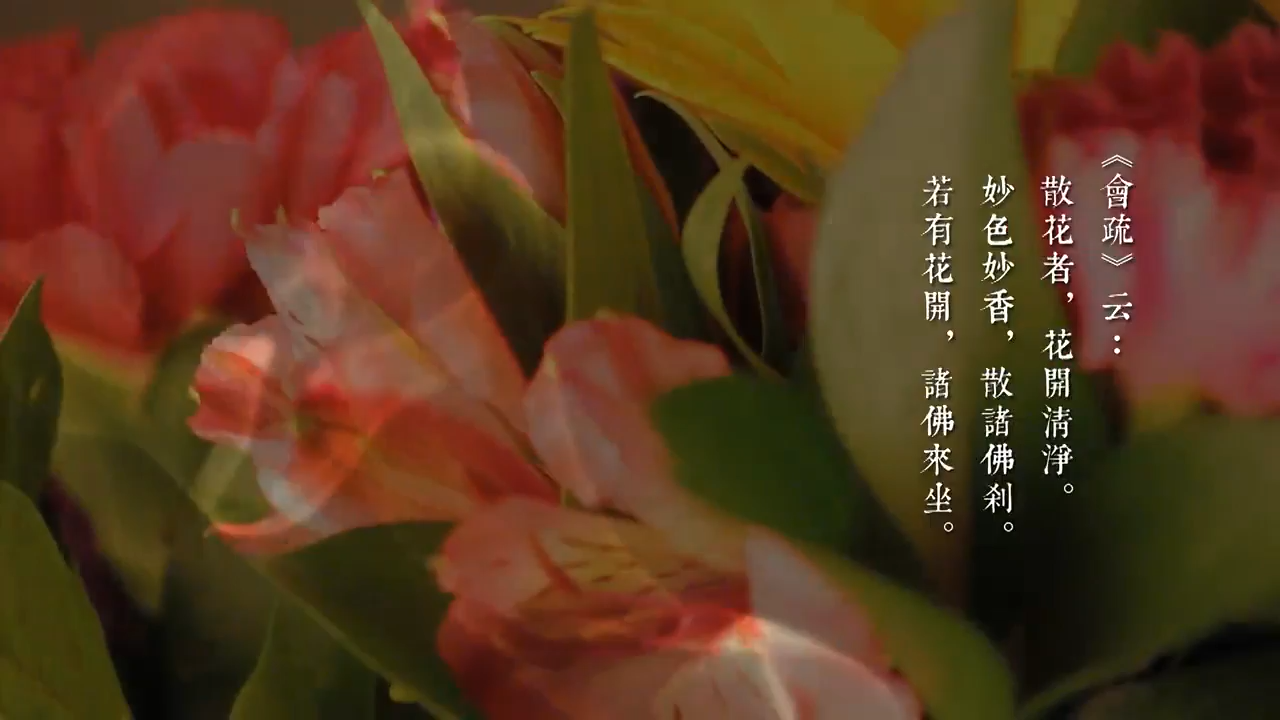 《會疏》云：
散花者，花開淸淨。
妙色妙香，散諸佛刹。
若有花開，諸佛來坐。